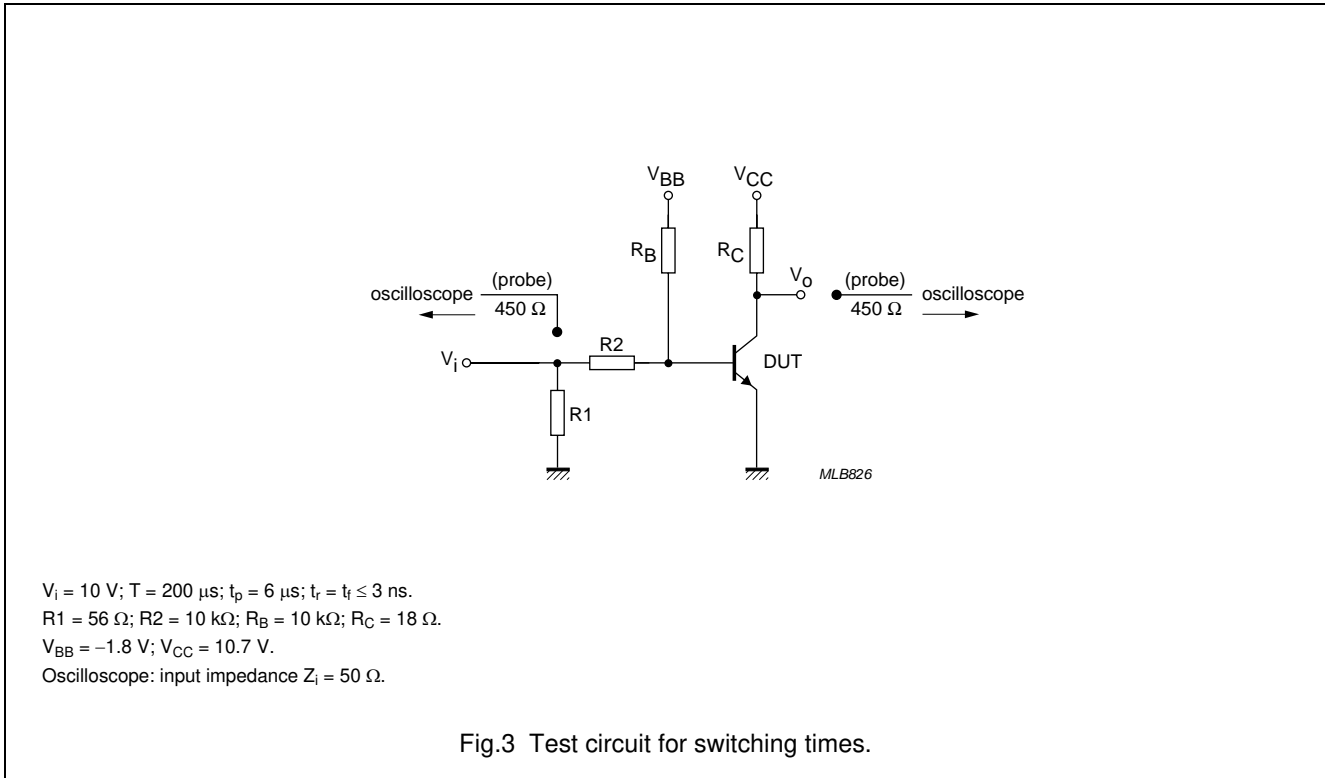 V_BB V_CC
R_B R_C
V_o
(probe) (probe)
oscilloscope 450 Ω 450 Ω oscilloscope
R2
V_i DUT
R1
MLB826
V_i = 10 V; T = 200 μs; t_p = 6 μs; t_r = t_f ≤ 3 ns.
R1 = 56 Ω; R2 = 10 kΩ; R_B = 10 kΩ; R_C = 18 Ω.
V_BB = −1.8 V; V_CC = 10.7 V.
Oscilloscope: input impedance Z_i = 50 Ω.
Fig.3 Test circuit for switching times.